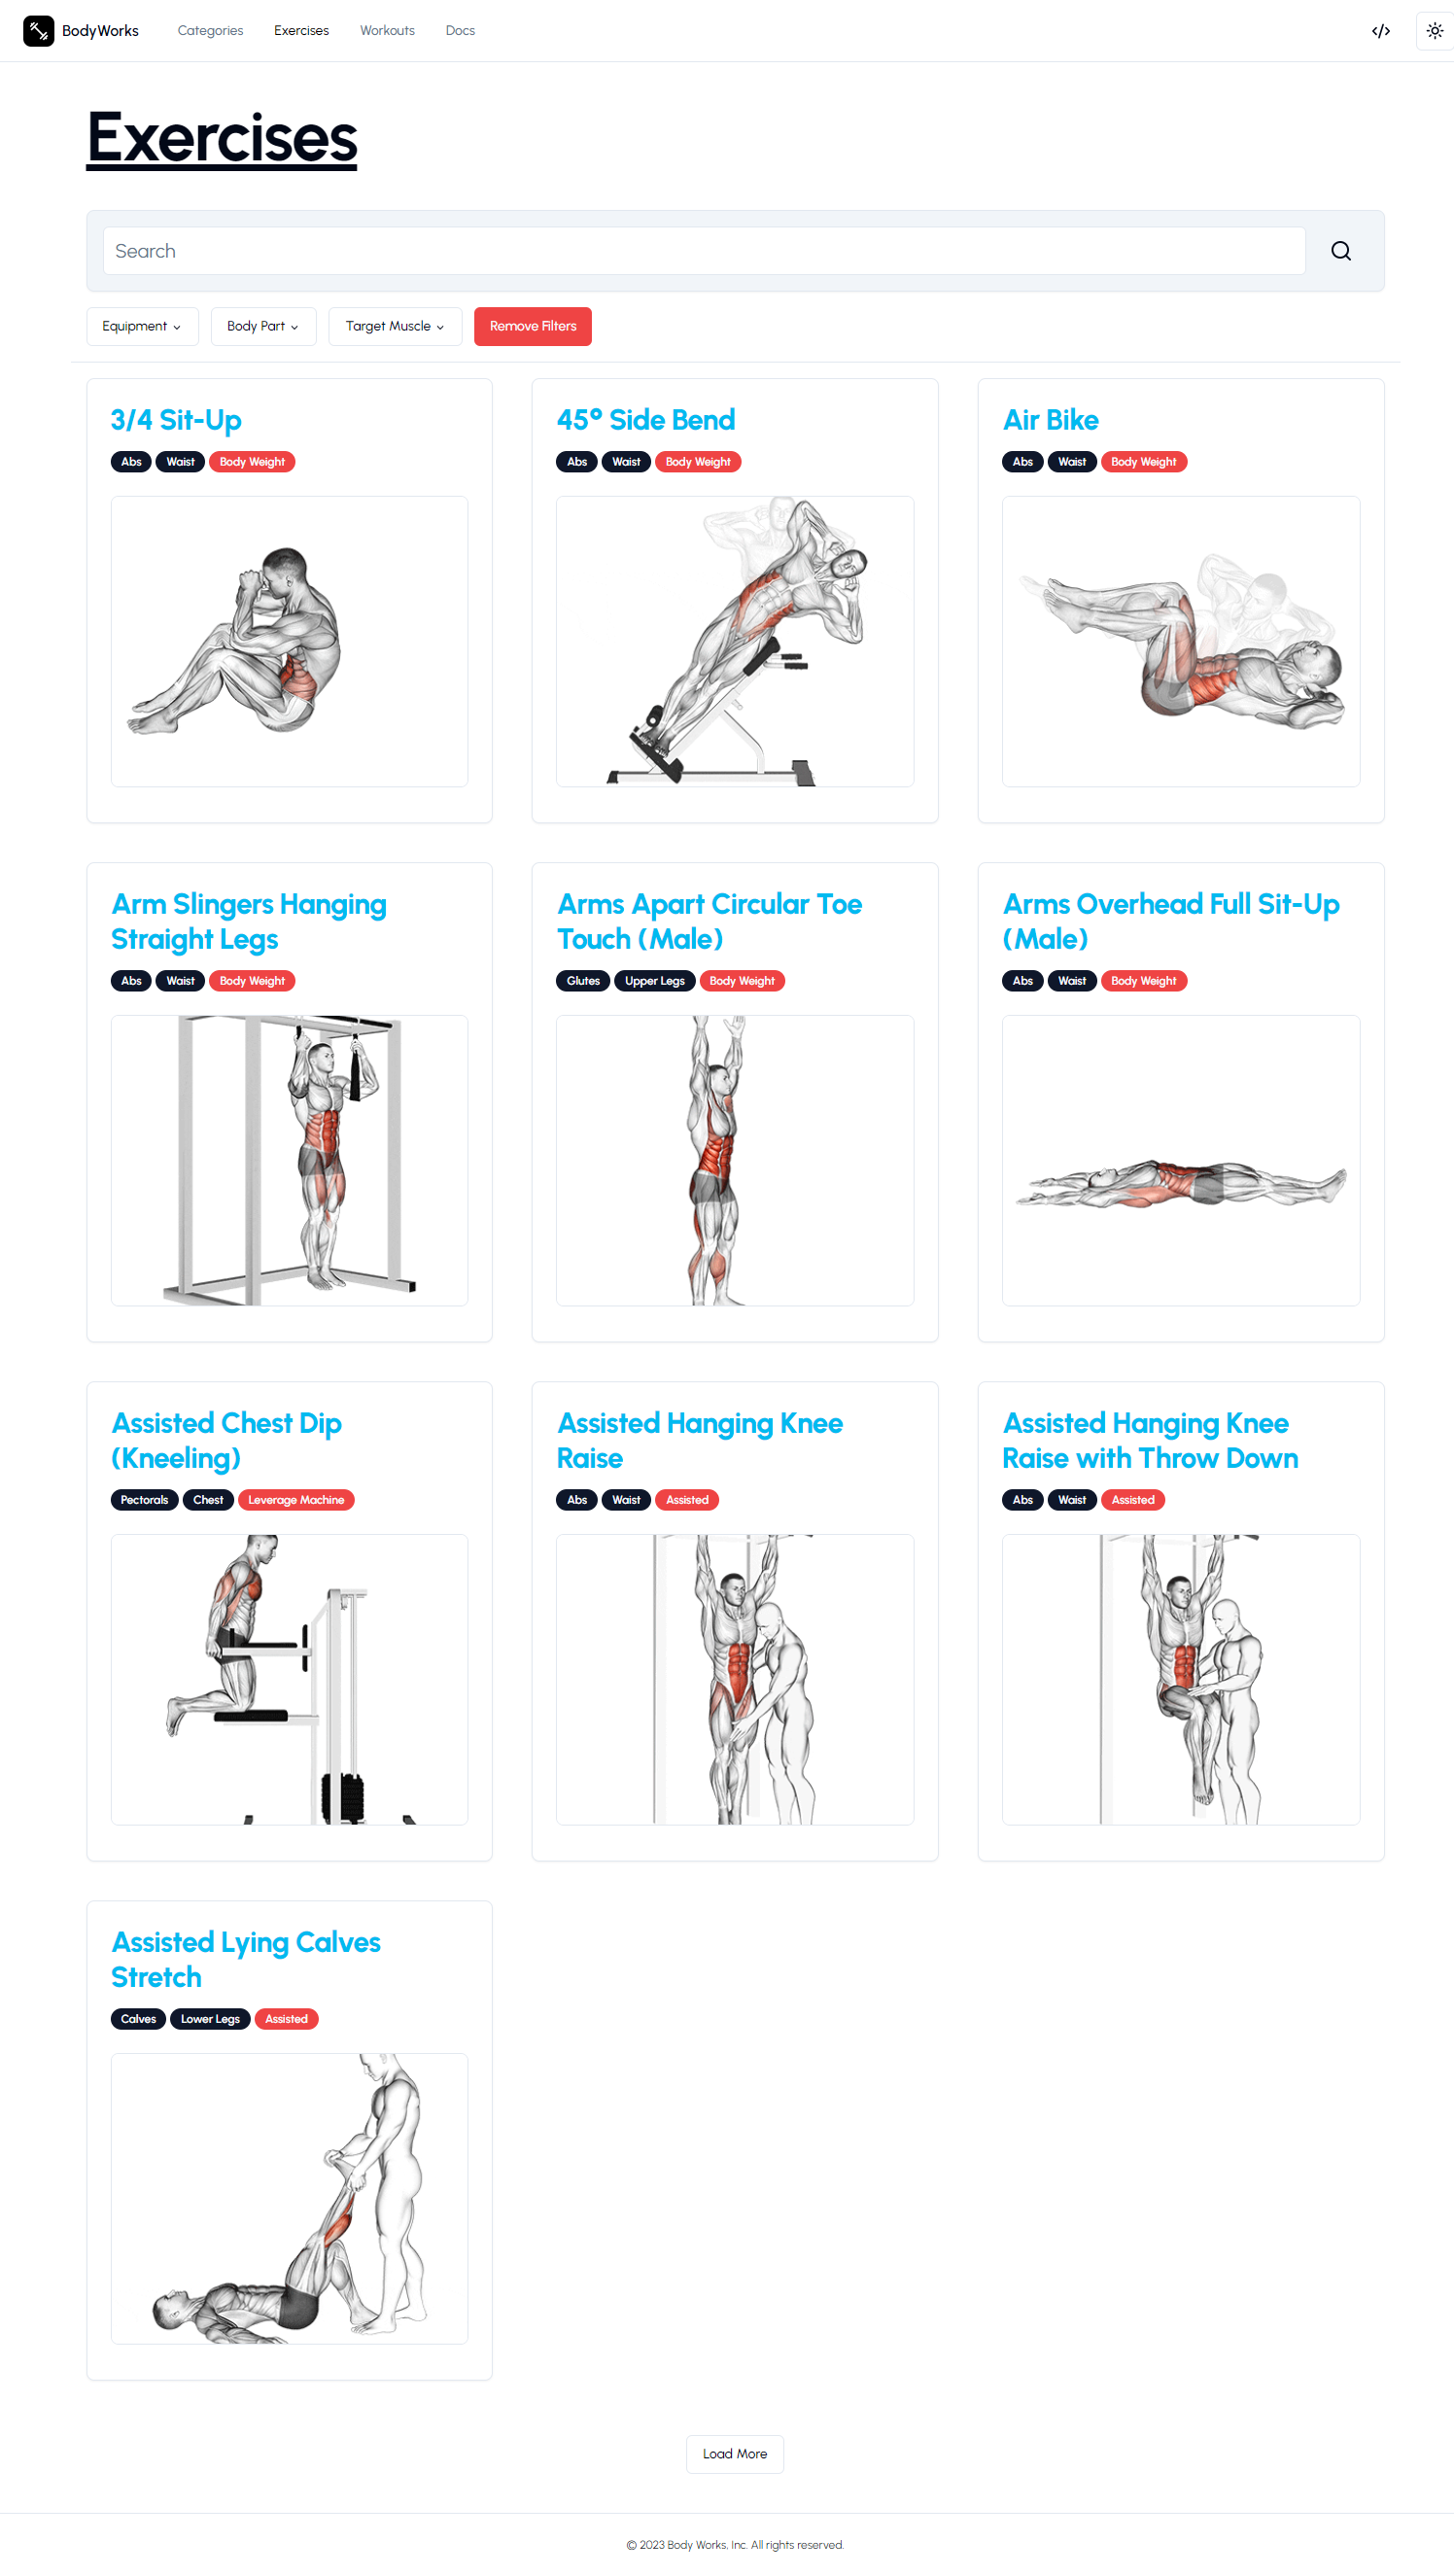 BodyWorks Categories Exercises Workouts Docs
Exercises
Search
Equipment Body Part Target Muscle Remove Filters
3/4 Sit-Up
Abs Waist Body Weight
45° Side Bend
Abs Waist Body Weight
Air Bike
Abs Waist Body Weight
Arm Slingers Hanging
Straight Legs
Abs Waist Body Weight
Arms Apart Circular Toe
Touch (Male)
Glutes Upper Legs Body Weight
Arms Overhead Full Sit-Up
(Male)
Abs Waist Body Weight
Assisted Chest Dip
(Kneeling)
Pectorals Chest Leverage Machine
Assisted Hanging Knee
Raise
Abs Waist Assisted
Assisted Hanging Knee
Raise with Throw Down
Abs Waist Assisted
Assisted Lying Calves
Stretch
Calves Lower Legs Assisted
Load More
© 2023 Body Works, Inc. All rights reserved.